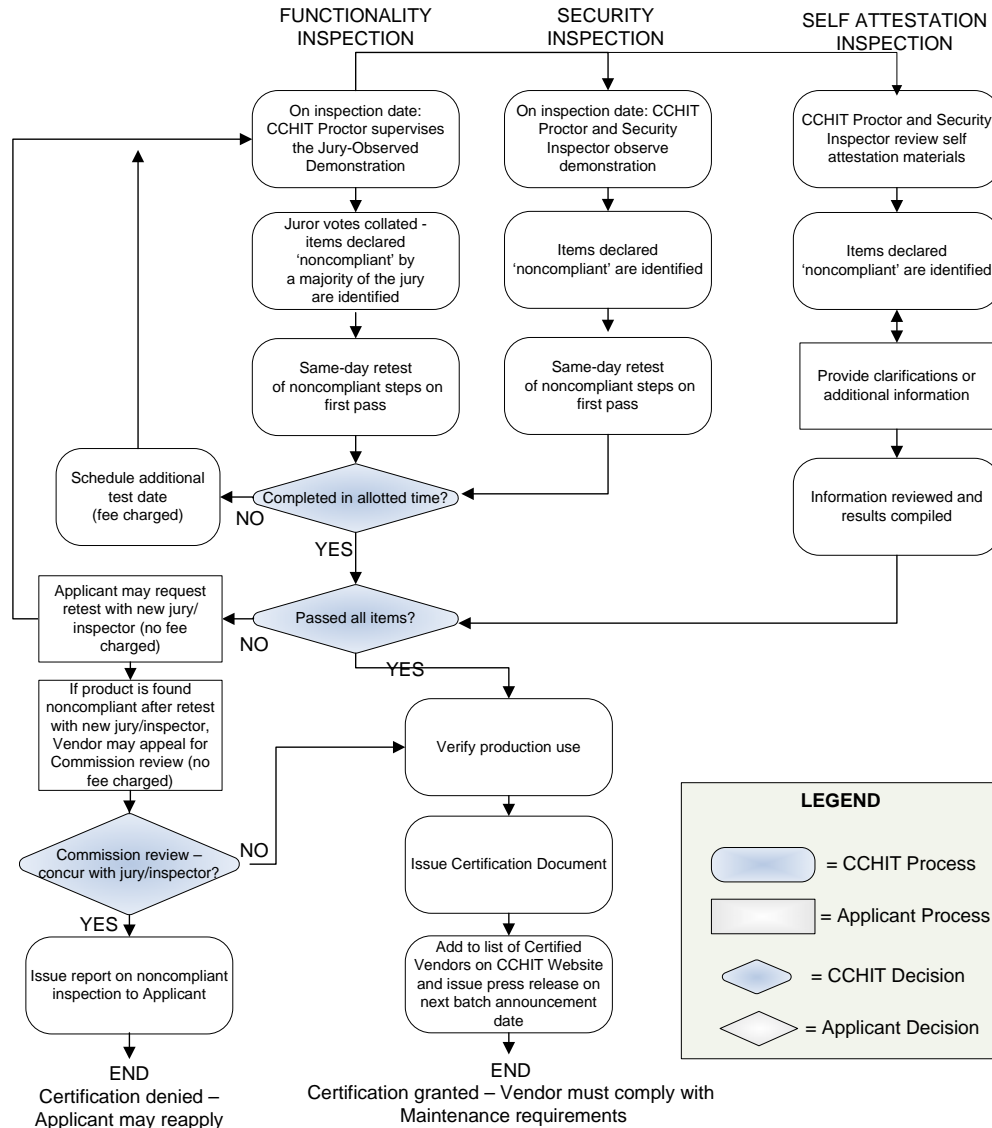 FUNCTIONALITY
INSPECTION
SECURITY
INSPECTION
SELF ATTESTATION
INSPECTION
On inspection date:
CCHIT Proctor supervises
the Jury-Observed
Demonstration
On inspection date: CCHIT
Proctor and Security
Inspector observe
demonstration
CCHIT Proctor and Security
Inspector review self
attestation materials
Juror votes collated -
items declared
‘noncompliant’ by
a majority of the jury
are identified
Items declared
‘noncompliant’ are identified
Items declared
‘noncompliant’ are identified
Same-day retest
of noncompliant steps on
first pass
Same-day retest
of noncompliant steps on
first pass
Provide clarifications or
additional information
Schedule additional
test date
(fee charged)
NO
Completed in allotted time?
YES
Information reviewed and
results compiled
Applicant may request
retest with new jury/
inspector (no fee
charged)
NO
Passed all items?
YES
If product is found
noncompliant after retest
with new jury/inspector,
Vendor may appeal for
Commission review (no
fee charged)
Verify production use
Commission review –
concur with jury/inspector?
NO
YES
Issue Certification Document
Issue report on noncompliant
inspection to Applicant
Add to list of Certified
Vendors on CCHIT Website
and issue press release on
next batch announcement
date
END
Certification denied –
Applicant may reapply
END
Certification granted – Vendor must comply with
Maintenance requirements
LEGEND
= CCHIT Process
= Applicant Process
= CCHIT Decision
= Applicant Decision